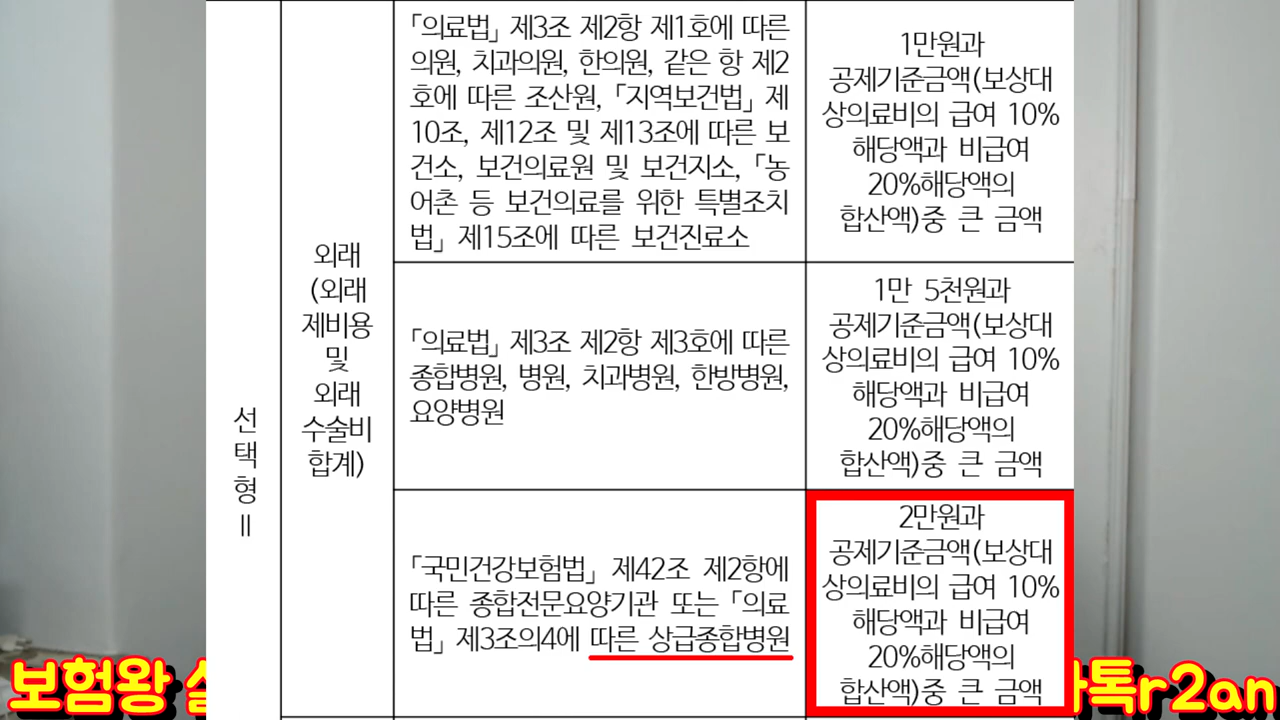 선
택
형
Ⅱ
외래
(외래
제비용
및
외래
수술비
합계)
「의료법」 제3조 제2항 제1호에 따른
의원, 치과의원, 한의원, 같은 항 제2
호에 따른 조산원, 「지역보건법」 제
10조, 제12조 및 제13조에 따른 보
건소, 보건의료원 및 보건지소, 「농
어촌 등 보건의료를 위한 특별조치
법」 제15조에 따른 보건진료소
1만원과
공제기준금액(보상대
상의료비의 급여 10%
해당액과 비급여
20%해당액의
합산액)중 큰 금액
「의료법」 제3조 제2항 제3호에 따른
종합병원, 병원, 치과병원, 한방병원,
요양병원
1만 5천원과
공제기준금액(보상대
상의료비의 급여 10%
해당액과 비급여
20%해당액의
합산액)중 큰 금액
「국민건강보험법」 제42조 제2항에
따른 종합전문요양기관 또는 「의료
법」 제3조의4에 따른 상급종합병원
2만원과
공제기준금액(보상대
상의료비의 급여 10%
해당액과 비급여
20%해당액의
합산액)중 큰 금액
보험왕 톡r2an